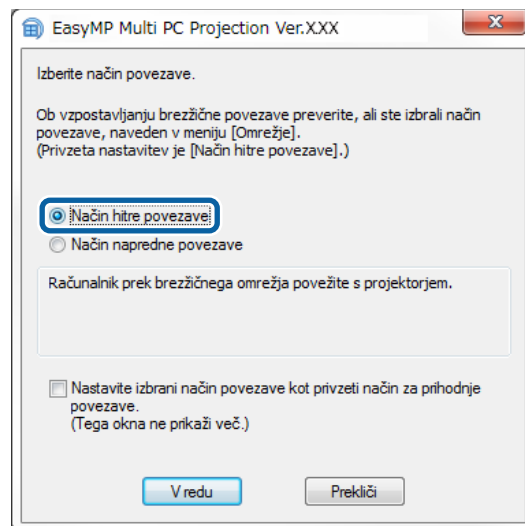 EasyMP Multi PC Projection Ver.XXX
Izberite način povezave.
Ob vzpostavljanju brezžične povezave preverite, ali ste izbrali način
povezave, naveden v meniju [Omrežje].
(Privzeta nastavitev je [Način hitre povezave].)
Način hitre povezave
Način napredne povezave
Računalnik prek brezžičnega omrežja povežite s projektorjem.
Nastavite izbrani način povezave kot privzeti način za prihodnje
povezave.
(Tega okna ne prikaži več.)
V redu
Prekliči